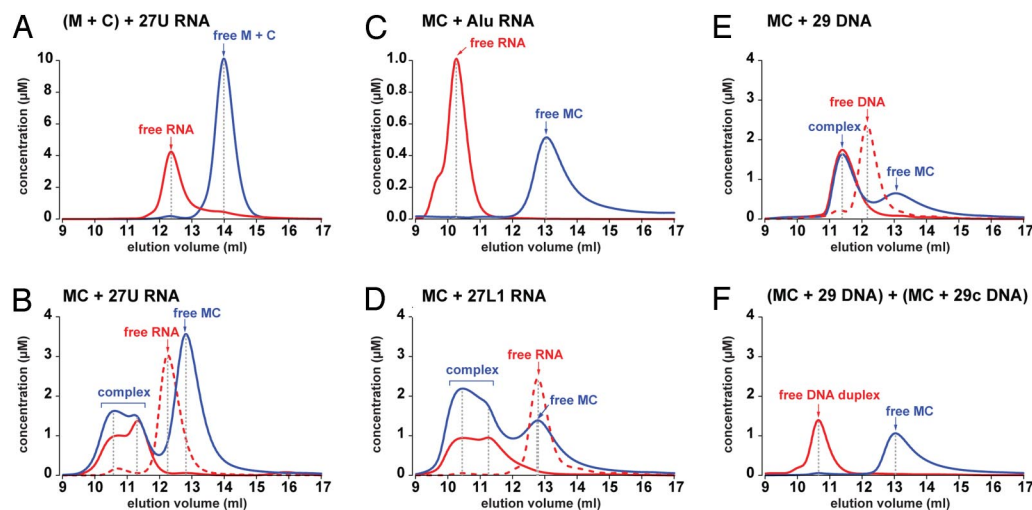 A
(M + C) + 27U RNA
free M + C
free RNA
concentration (µM)
10
8
6
4
2
0
9 10 11 12 13 14 15 16 17
elution volume (ml)
C
MC + Alu RNA
free RNA
free MC
concentration (µM)
1.0
0.8
0.6
0.4
0.2
0.0
9 10 11 12 13 14 15 16 17
elution volume (ml)
E
MC + 29 DNA
free DNA
complex
free MC
concentration (µM)
4
3
2
1
0
9 10 11 12 13 14 15 16 17
elution volume (ml)
B
MC + 27U RNA
free MC
free RNA
complex
concentration (µM)
4
3
2
1
0
9 10 11 12 13 14 15 16 17
elution volume (ml)
D
MC + 27L1 RNA
free RNA
complex
free MC
concentration (µM)
4
3
2
1
0
9 10 11 12 13 14 15 16 17
elution volume (ml)
F
(MC + 29 DNA) + (MC + 29c DNA)
free DNA duplex
free MC
concentration (µM)
4
3
2
1
0
9 10 11 12 13 14 15 16 17
elution volume (ml)